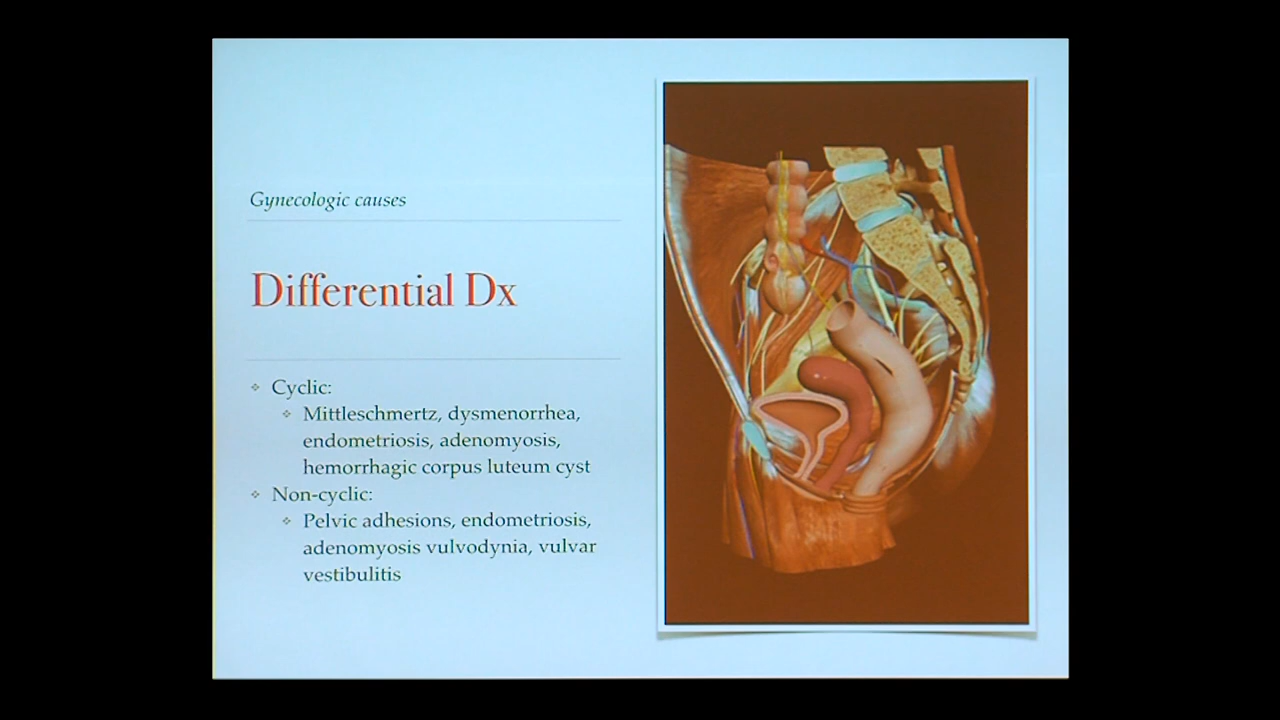 Gynecologic causes
Differential Dx
Cyclic:
Mittleschmertz, dysmenorrhea,
endometriosis, adenomyosis,
hemorrhagic corpus luteum cyst
Non-cyclic:
Pelvic adhesions, endometriosis,
adenomyosis vulvodynia, vulvar
vestibulitis